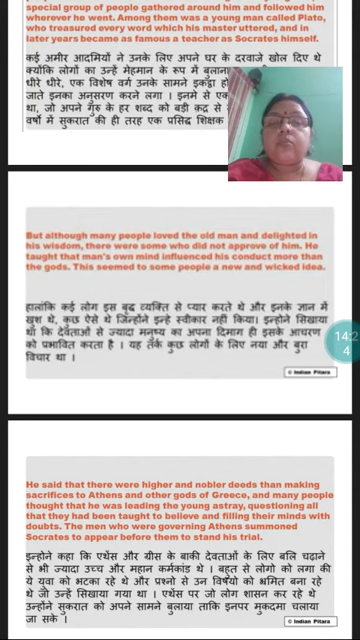 special group of people gathered around him and followed him
wherever he went. Among them was a young man called Plato,
who treasured every word which his master uttered, and in
later years became as famous a teacher as Socrates himself.
कई अमीर आदमियों ने उनके लिए अपने घर के दरवाजे खोल दिए थे
क्योंकि लोगों का उन्हें मेहमान के रूप में बुलाना
धीरे धीरे, एक विशेष वर्ग उनके सामने इकट्ठा हो
जाते इनका अनुसरण करने लगा । इनमे से एक
था, जो अपने गुरु के हर शब्द को बड़ी क़द्र से
वर्षो में सुकरात की ही तरह एक प्रसिद्ध शिक्षक
But although many people loved the old man and delighted in
his wisdom, there were some who did not approve of him. He
taught that man's own mind influenced his conduct more than
the gods. This seemed to some people a new and wicked idea.
हालांकि कई लोग इस बृद्ध व्यक्ति से प्यार करते थे और इनके ज्ञान में
खुश थे, कुछ ऐसे थे जिन्होंने इन्हे स्वीकार नहीं किया। इन्होने सिखाया
था कि देवताओं से ज्यादा मनुष्य का अपना दिमाग ही इसके आचरण
को प्रभावित करता है । यह तर्क कुछ लोगों के लिए नया और बुरा
विचार था ।
© Indian Pitara
14:2
4
He said that there were higher and nobler deeds than making
sacrifices to Athens and other gods of Greece, and many people
thought that he was leading the young astray, questioning all
that they had been taught to believe and filling their minds with
doubts. The men who were governing Athens summoned
Socrates to appear before them to stand his trial.
इन्होने कहा कि एथेंस और ग्रीस के बाकी देवताओं के लिए बलि चढ़ाने
से भी ज्यादा उच्च और महान कर्मकांड थे । बहुत से लोगो को लगा की
ये युवा को भटका रहे थे और प्रश्नो से उन विषयों को भ्रमित बना रहे
थे जो उन्हें सिखाया गया था । एथेंस पर जो लोग शासन कर रहे थे
उन्होंने सुकरात को अपने सामने बुलाया ताकि इनपर मुकदमा चलाया
जा सके ।
© Indian Pitara